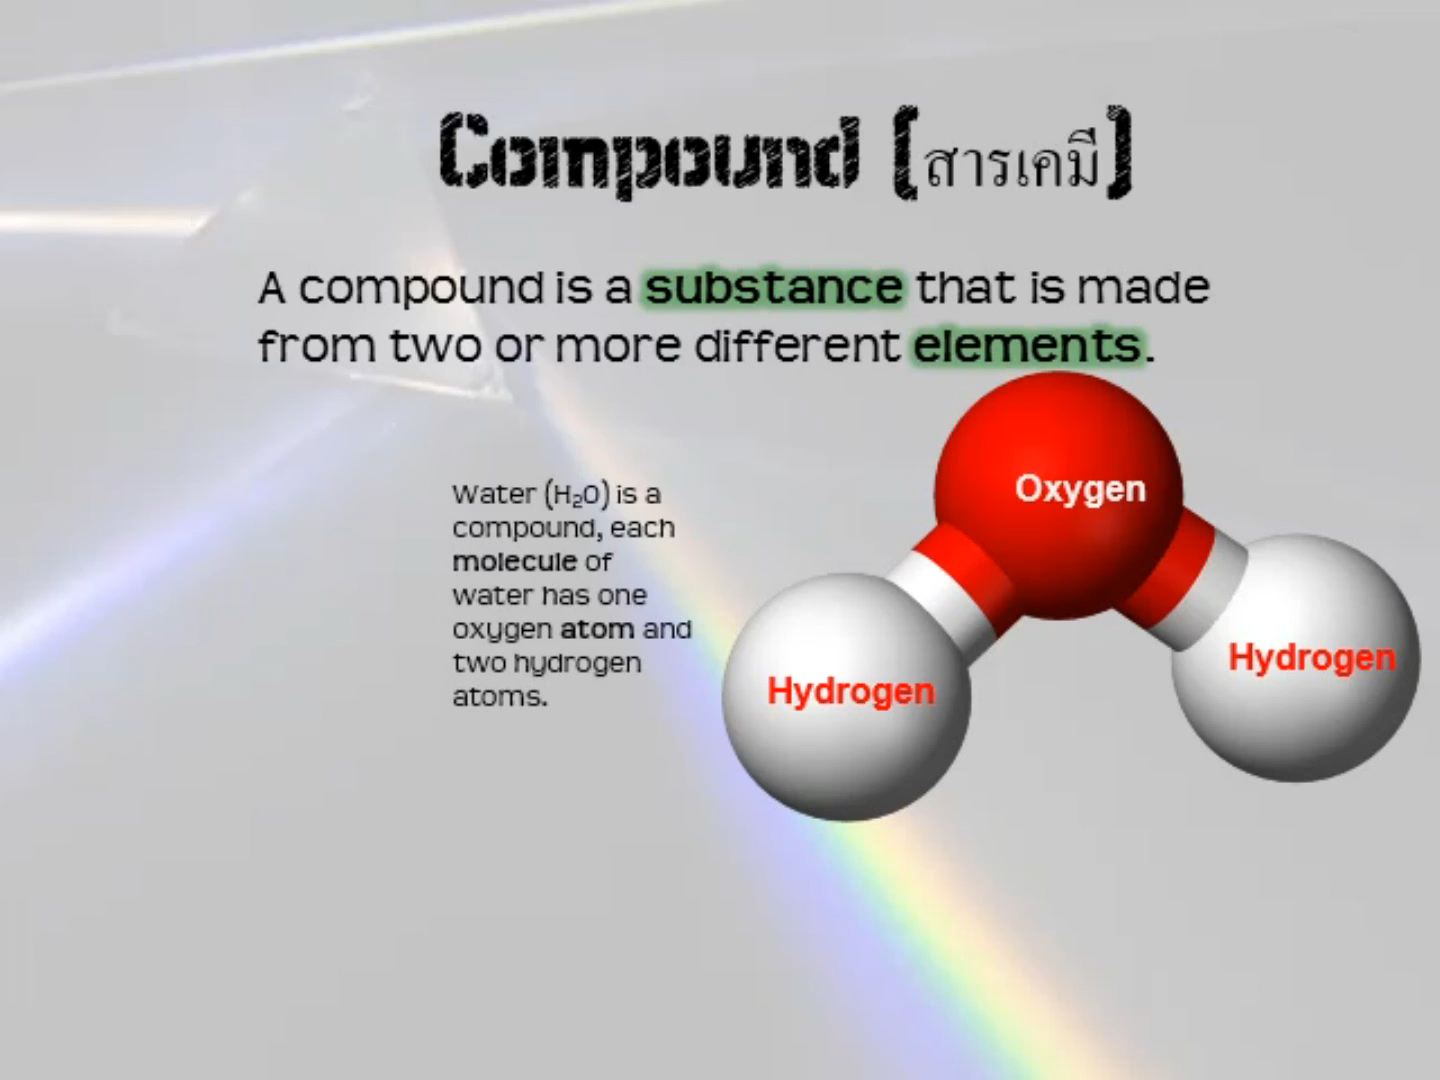 Compound (สารเคมี)
A compound is a substance that is made
from two or more different elements.
Water (H₂O) is a
compound, each
molecule of
water has one
oxygen atom and
two hydrogen
atoms.
Oxygen
Hydrogen
Hydrogen